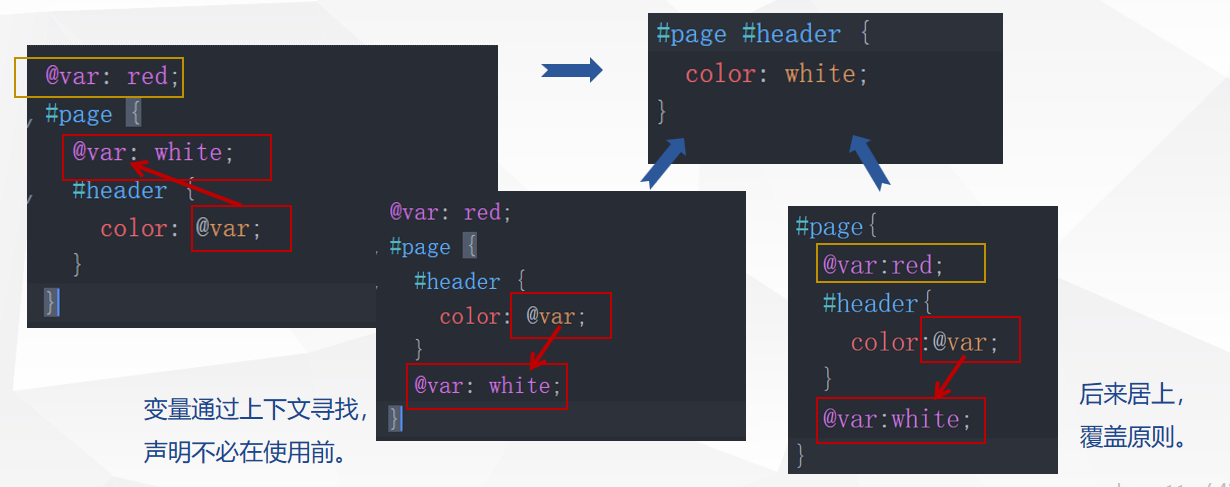 @var: red;
#page {
@var: white;
#header {
color: @var;
}
}
#page #header {
color: white;
}
@var: red;
#page {
#header {
color: @var;
}
@var: white;
}
#page{
@var:red;
#header{
color:@var;
}
@var:white;
}
变量通过上下文寻找，
声明不必在使用前。
后来居上，
覆盖原则。